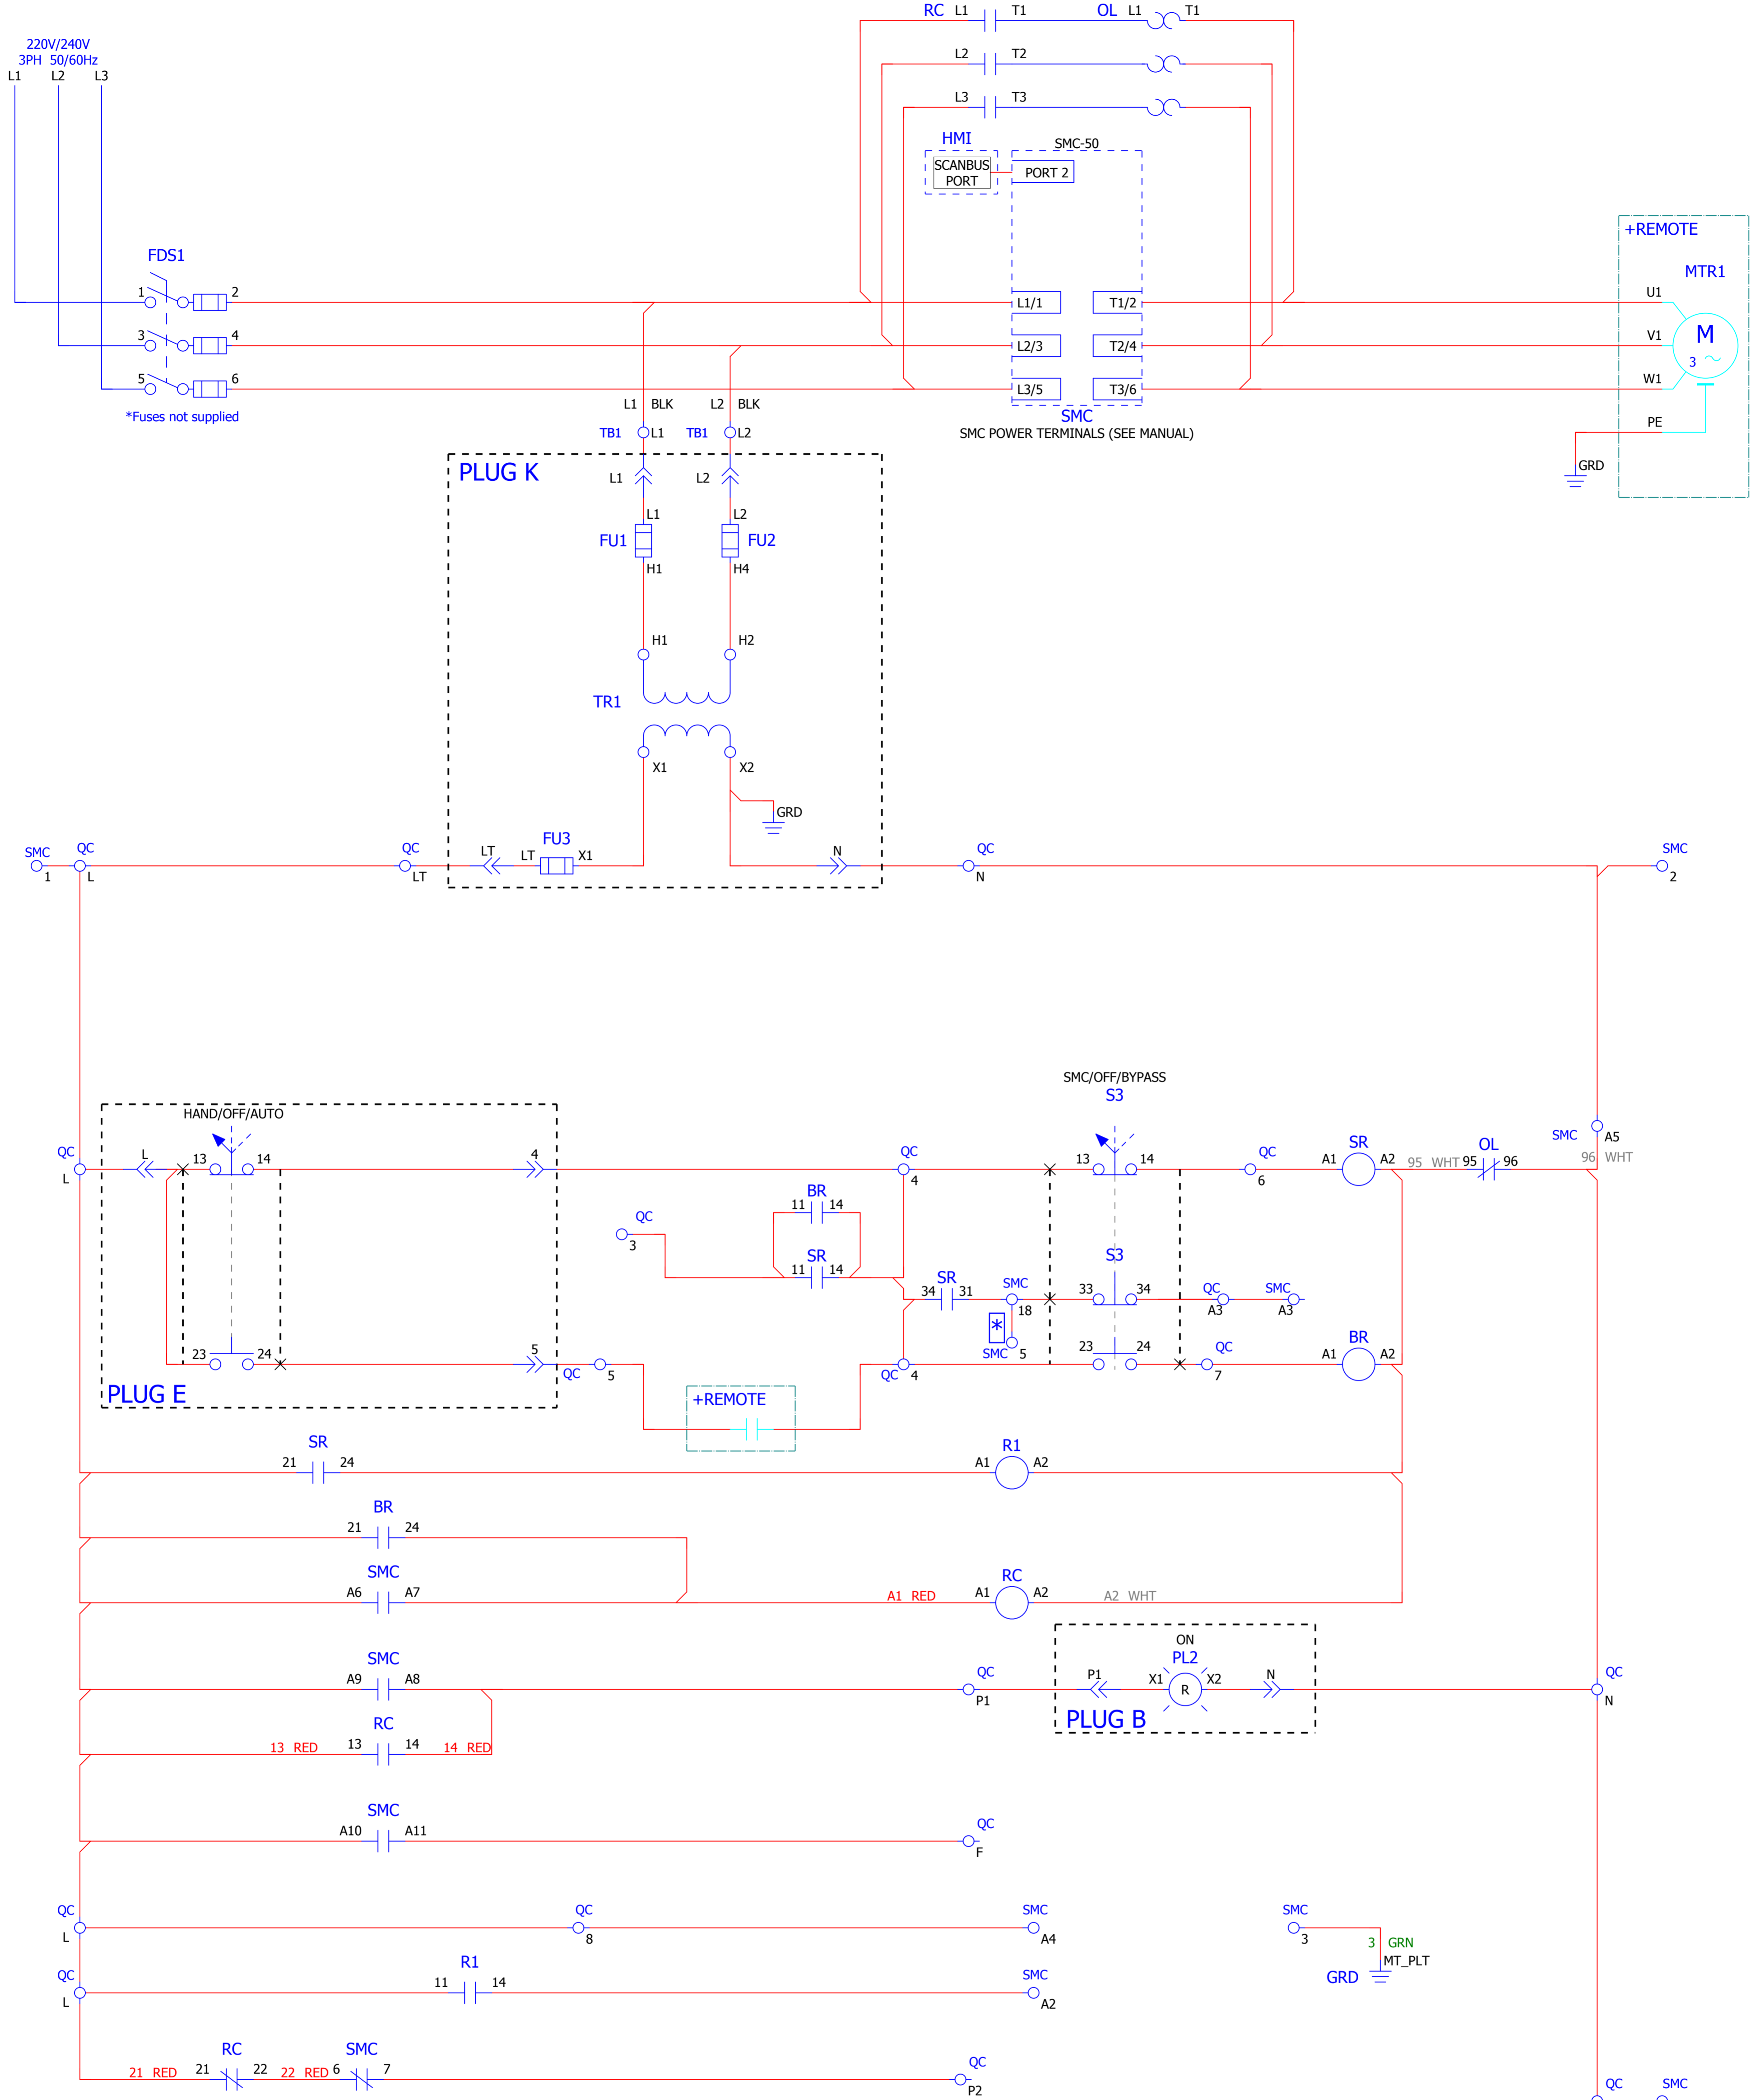 RC L1 T1 OL L1 T1
220V/240V
3PH 50/60Hz
L1 L2 L3
L2 T2
L3 T3
HMI
SMC-50
SCANBUS
PORT
PORT 2
+REMOTE
MTR1
FDS1
1 2
L1/1 T1/2
U1
3 4
L2/3 T2/4
V1
M
3
5 6
L3/5 T3/6
W1
*Fuses not supplied
L1 BLK L2 BLK
SMC
SMC POWER TERMINALS (SEE MANUAL)
PE
TB1 L1 TB1 L2
GRD
PLUG K
L1 L2
L1 L2
FU1 FU2
H1 H4
H1 H2
TR1
X1 X2
GRD
FU3
SMC QC QC LT LT X1 N QC SMC
1 L LT N 2
SMC/OFF/BYPASS
S3
HAND/OFF/AUTO
SMC A5
QC L 13 14 4 QC 13 14 QC SR OL
L 4 6 A1 A2 95 WHT 95 96 96 WHT
BR
11 14
QC
3
SR
11 14
S3
SR
34 31
SMC
18
33 34
QC
A3
SMC
A3
*
SMC 5
23 24 5
QC 5
QC 4
23 24
QC
7
BR
A1 A2
PLUG E
+REMOTE
SR
21 24
R1
A1 A2
BR
21 24
SMC
A6 A7
RC
A1 RED A1 A2 A2 WHT
ON
SMC
A9 A8
QC
P1
P1 X1 PL2 X2 N
R
QC
N
PLUG B
RC
13 RED 13 14 14 RED
SMC
A10 A11
QC
F
QC
L
QC
8
SMC
A4
SMC
3
3 GRN
MT_PLT
GRD
QC
L
R1
11 14
SMC
A2
RC SMC
21 RED 21 22 22 RED 6 7
QC
P2
QC SMC